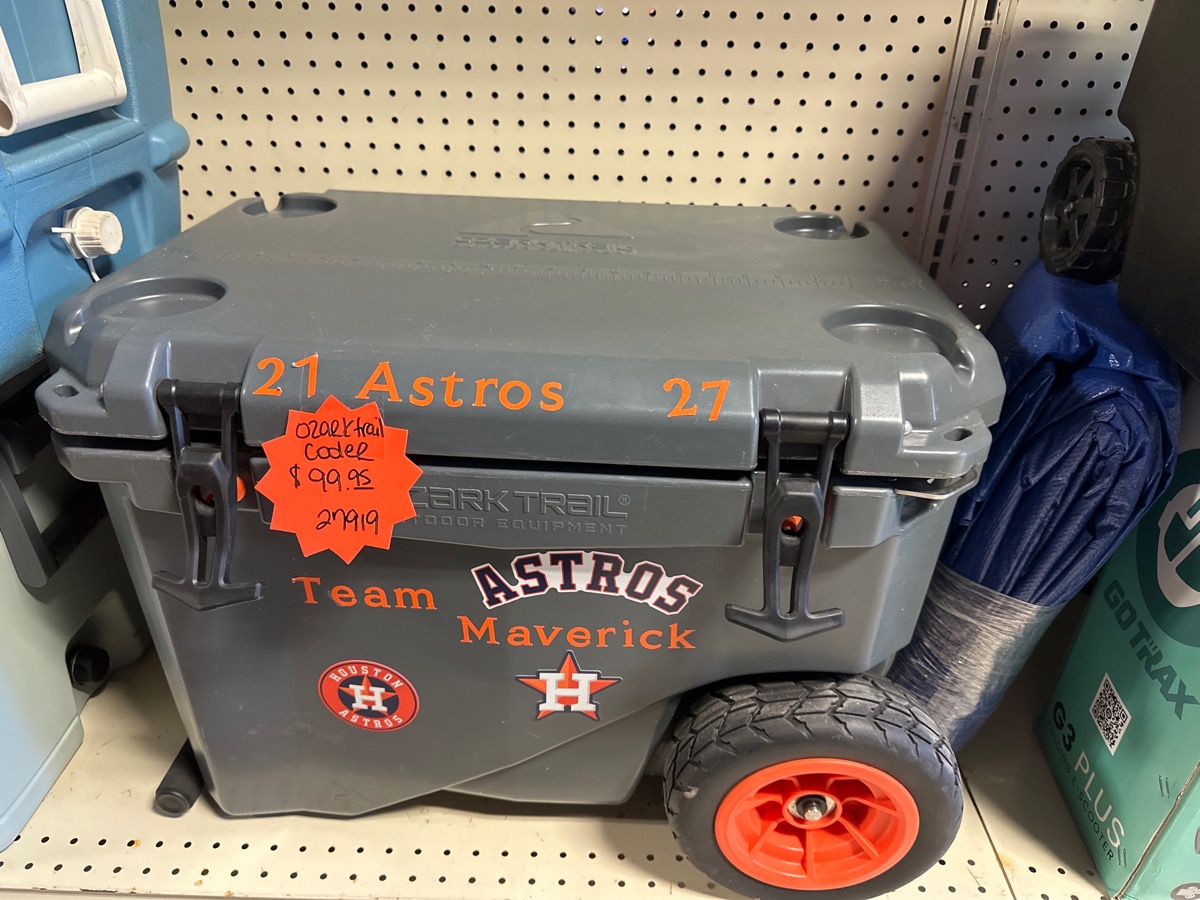 27 Astros 27
Ozark trail
Cooler
$99.95
27919
ZARK TRAIL®
TDOOR EQUIPMENT
Team
ASTROS
Maverick
HOUSTON
H
ASTROS
H
GOTRAX
G3 PLUS